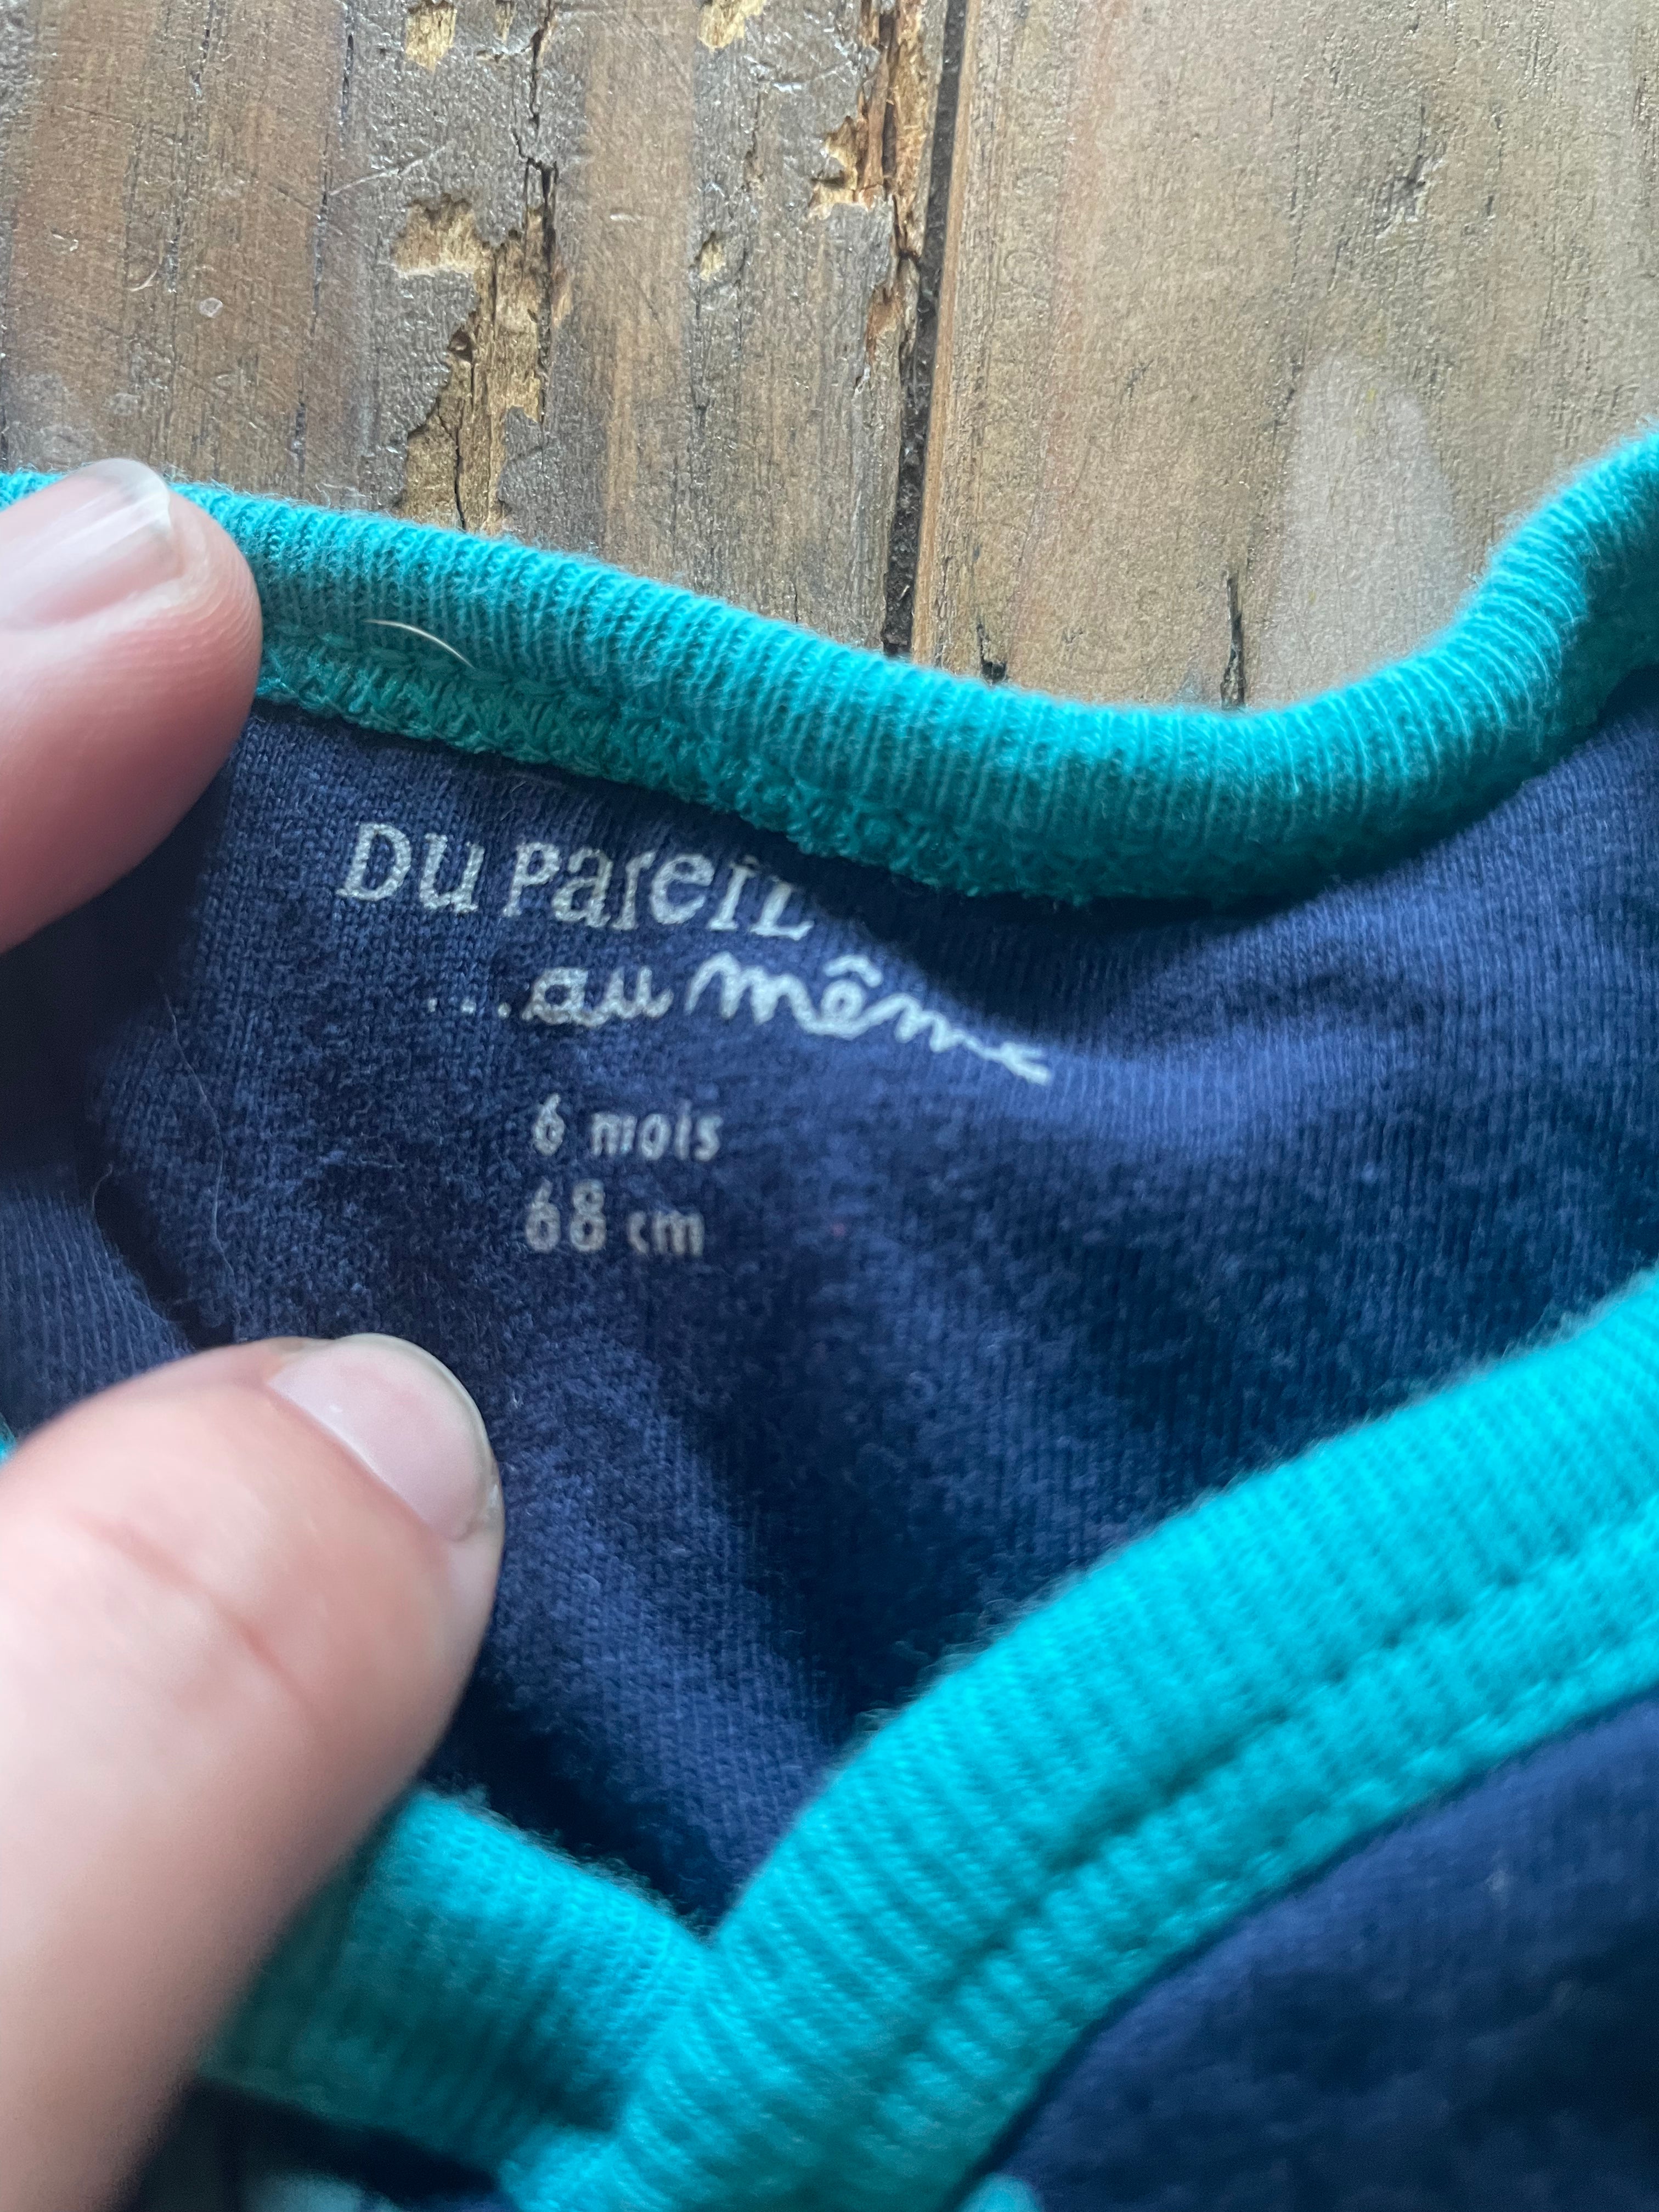 DU PaReIL
...au même
6 mois
68 cm